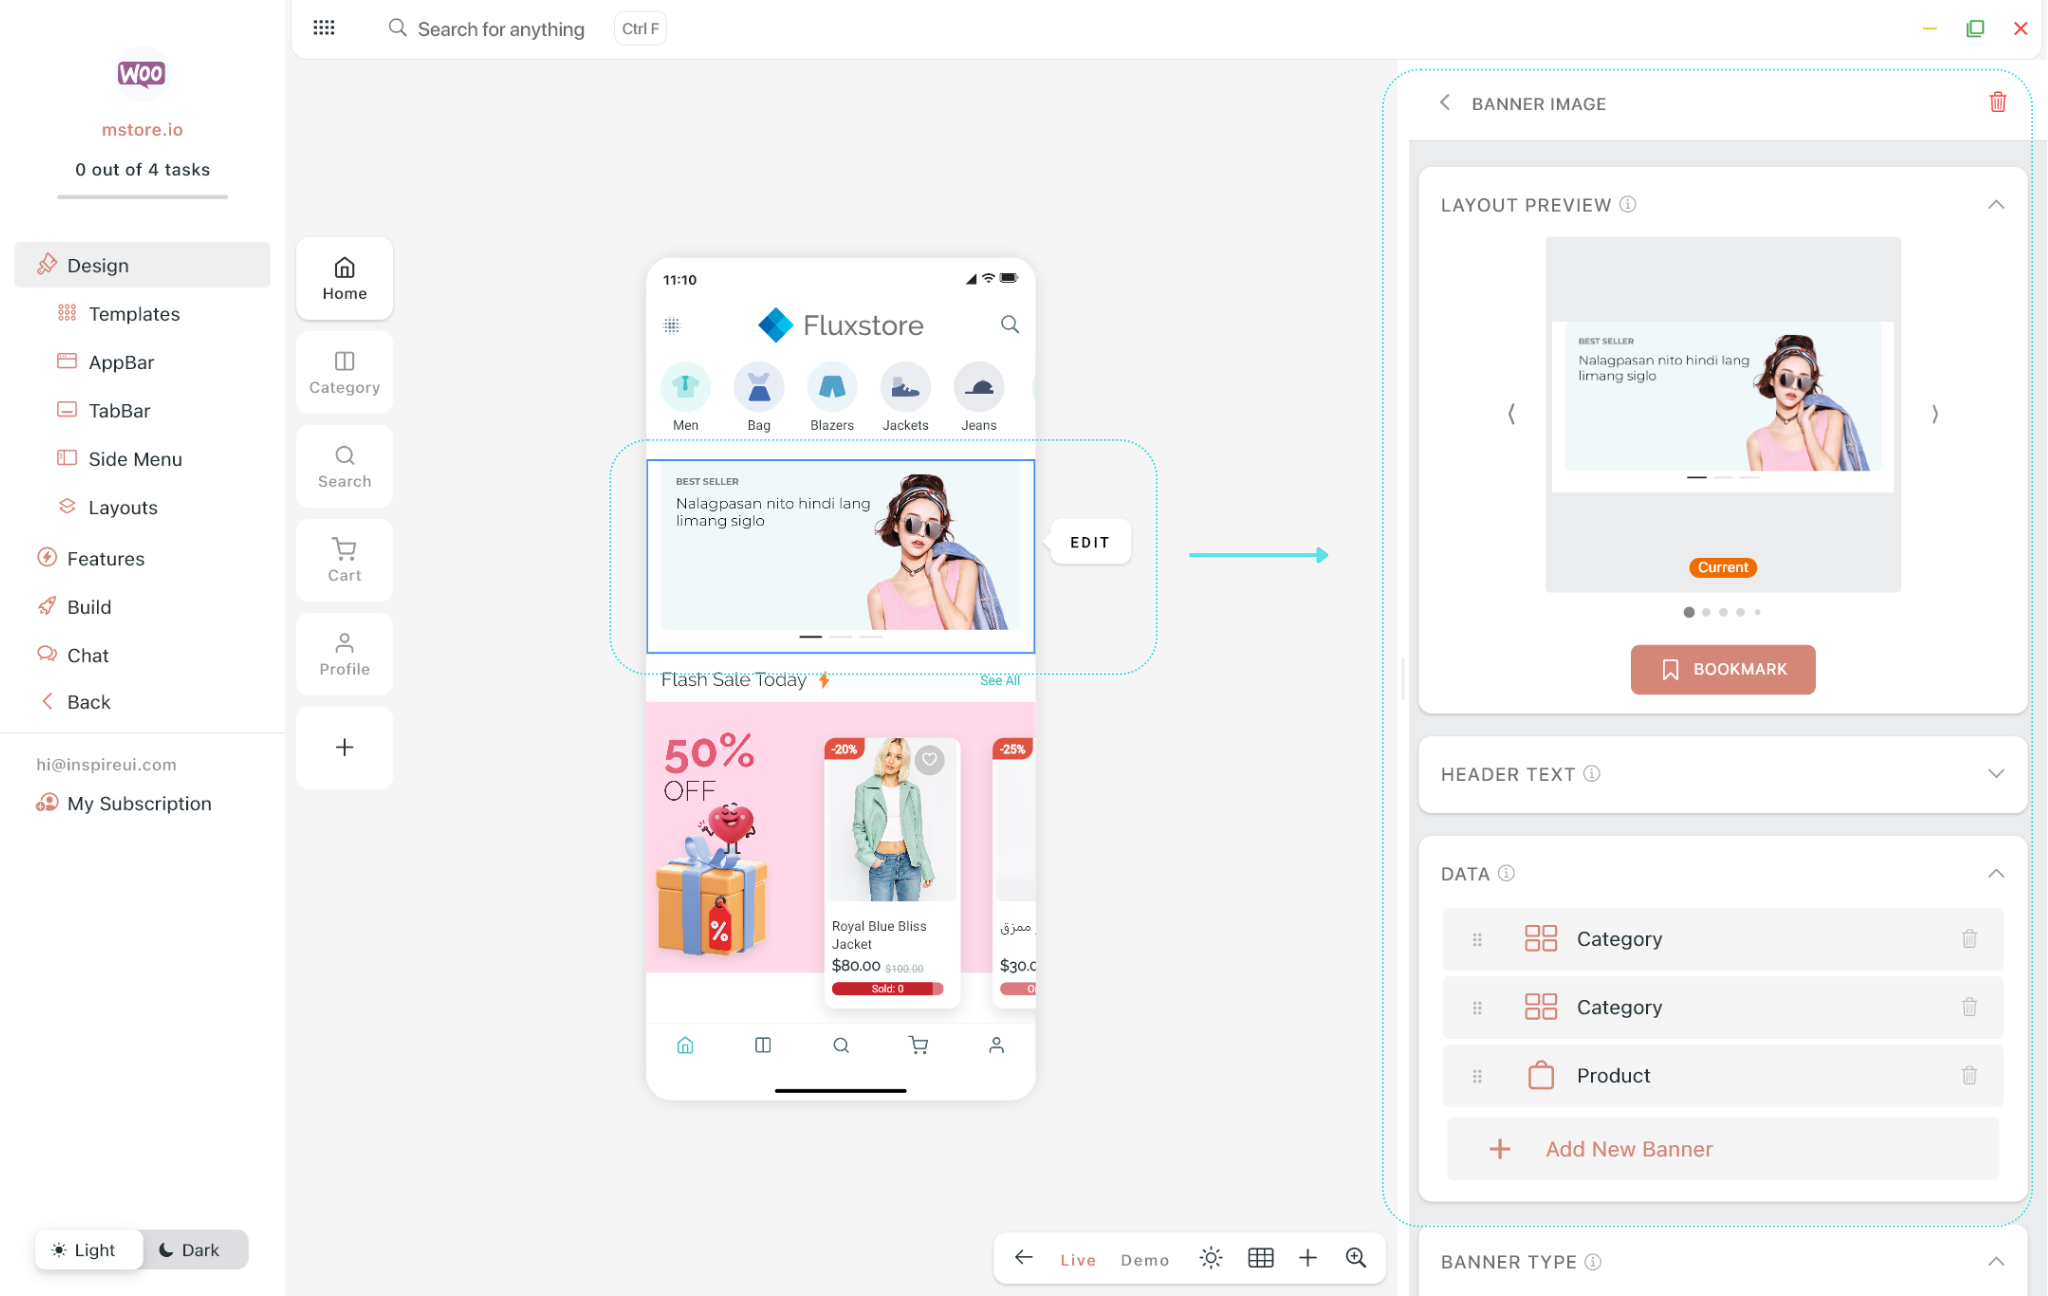 Search for anything
Ctrl F
WOO
mstore.io
0 out of 4 tasks
Design
Templates
AppBar
TabBar
Side Menu
Layouts
Features
Build
Chat
Back
hi@inspireui.com
My Subscription
Light
Dark
Home
Category
Search
Cart
Profile
11:10
Fluxstore
Men
Bag
Blazers
Jackets
Jeans
BEST SELLER
Nalagpasan nito hindi lang
limang siglo
EDIT
Flash Sale Today
See All
50%
OFF
%
-20%
Royal Blue Bliss
Jacket
$80.00 $100.00
Sold: 0
-25%
ممزق
$30.0
Live
Demo
BANNER IMAGE
LAYOUT PREVIEW
BEST SELLER
Nalagpasan nito hindi lang
limang siglo
Current
BOOKMARK
HEADER TEXT
DATA
Category
Category
Product
Add New Banner
BANNER TYPE